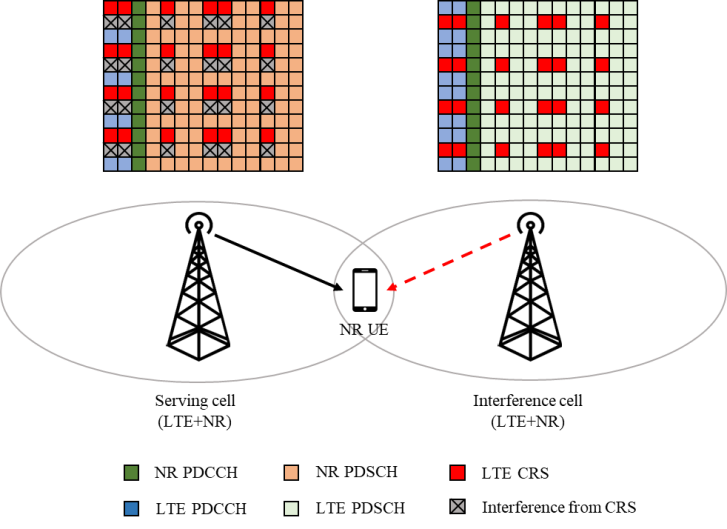 NR UE
Serving cell
(LTE+NR)
Interference cell
(LTE+NR)
NR PDCCH
NR PDSCH
LTE CRS
LTE PDCCH
LTE PDSCH
Interference from CRS